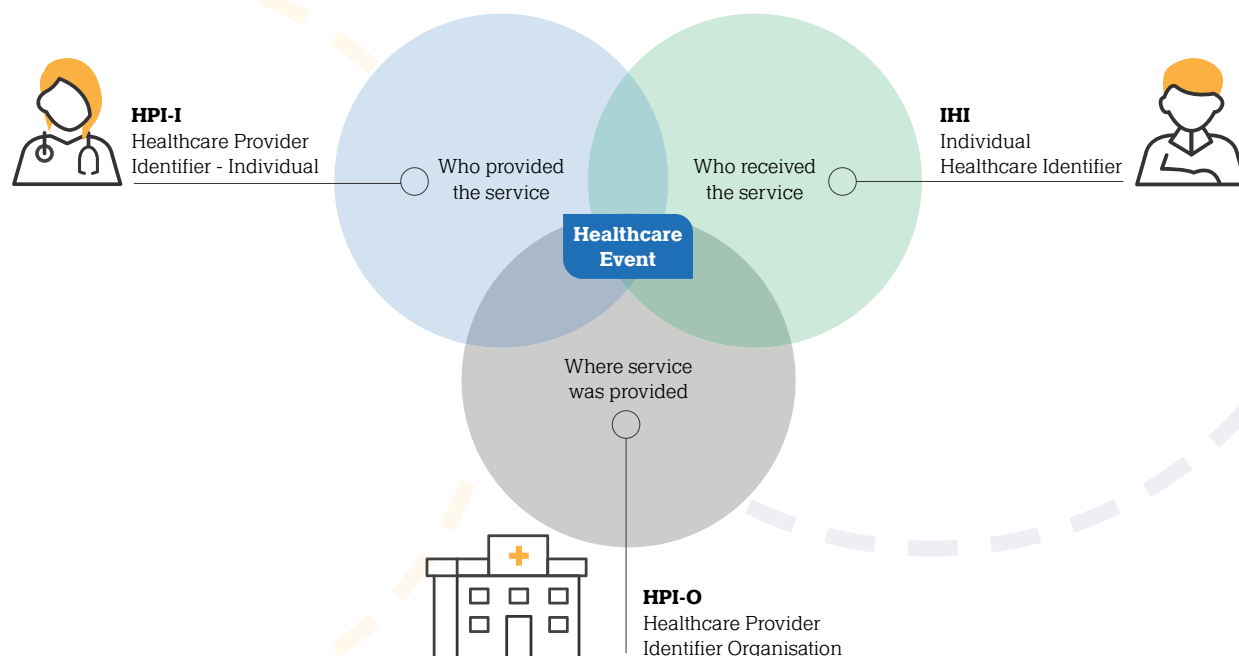 HPI-I
Healthcare Provider
Identifier - Individual
Who provided
the service
Who received
the service
IHI
Individual
Healthcare Identifier
Healthcare
Event
Where service
was provided
HPI-O
Healthcare Provider
Identifier Organisation